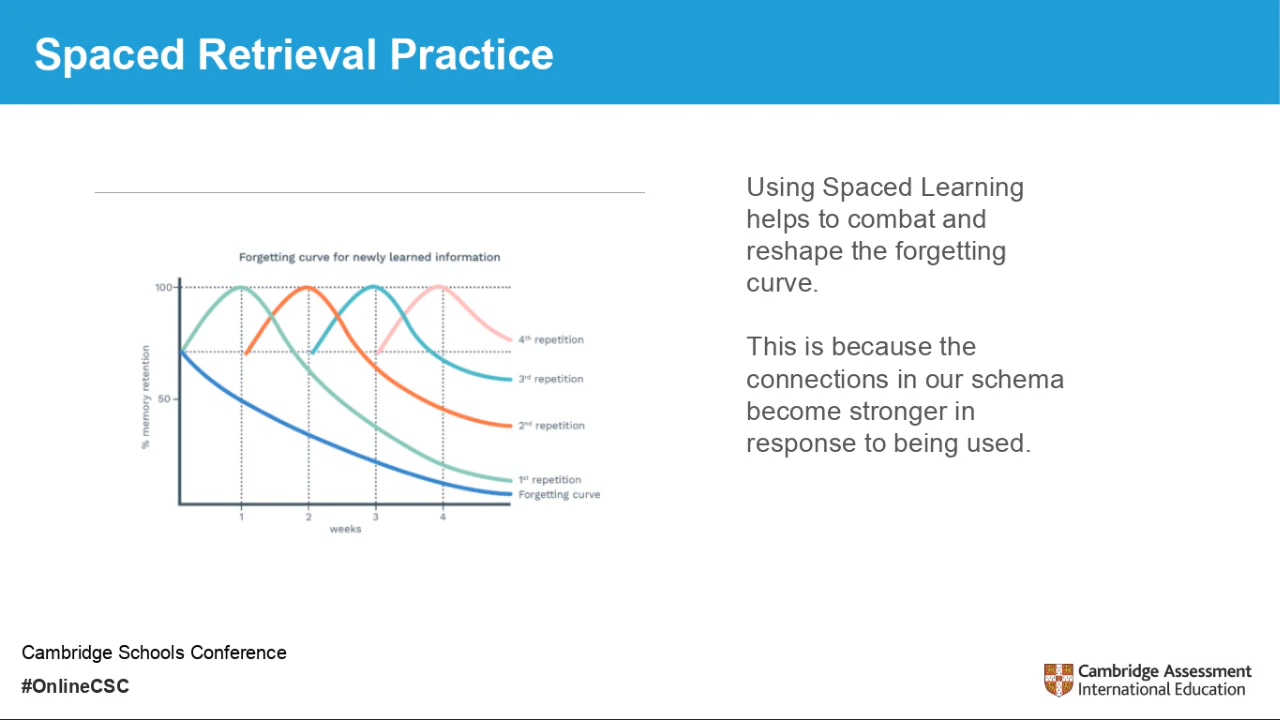 Spaced Retrieval Practice
Using Spaced Learning
helps to combat and
reshape the forgetting
curve.
This is because the
connections in our schema
become stronger in
response to being used.
Forgetting curve for newly learned information
100
50
% memory retention
4th repetition
3rd repetition
2nd repetition
1st repetition
Forgetting curve
1 2 3 4
weeks
Cambridge Schools Conference
#OnlineCSC
Cambridge Assessment
International Education